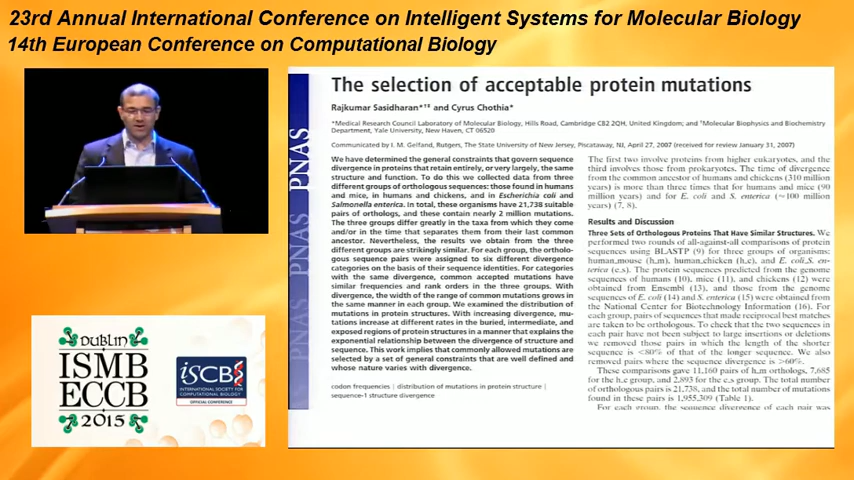 23rd Annual International Conference on Intelligent Systems for Molecular Biology
14th European Conference on Computational Biology
PNAS
PNAS
PNAS
The selection of acceptable protein mutations
Rajkumar Sasidharan*†‡ and Cyrus Chothia*
*Medical Research Council Laboratory of Molecular Biology, Hills Road, Cambridge CB2 2QH, United Kingdom; and †Molecular Biophysics and Biochemistry
Department, Yale University, New Haven, CT 06520
Communicated by I. M. Gelfand, Rutgers, The State University of New Jersey, Piscataway, NJ, April 27, 2007 (received for review January 31, 2007)
We have determined the general constraints that govern sequence
divergence in proteins that retain entirely, or very largely, the same
structure and function. To do this we collected data from three
different groups of orthologous sequences: those found in humans
and mice, in humans and chickens, and in Escherichia coli and
Salmonella enterica. In total, these organisms have 21,738 suitable
pairs of orthologs, and these contain nearly 2 million mutations.
The three groups differ greatly in the taxa from which they come
and/or in the time that separates them from their last common
ancestor. Nevertheless, the results we obtain from the three
different groups are strikingly similar. For each group, the ortholo-
gous sequence pairs were assigned to six different divergence
categories on the basis of their sequence identities. For categories
with the same divergence, common accepted mutations have
similar frequencies and rank orders in the three groups. With
divergence, the width of the range of common mutations grows in
the same manner in each group. We examined the distribution of
mutations in protein structures. With increasing divergence, mu-
tations increase at different rates in the buried, intermediate, and
exposed regions of protein structures in a manner that explains the
exponential relationship between the divergence of structure and
sequence. This work implies that commonly allowed mutations are
selected by a set of general constraints that are well defined and
whose nature varies with divergence.
codon frequencies | distribution of mutations in protein structure |
sequence-1 structure divergence
The first two involve proteins from higher eukaryotes, and the
third involves those from prokaryotes. The time of divergence
from the common ancestor of humans and chickens (310 million
years) is more than three times that for humans and mice (90
million years) and for E. coli and S. enterica (≈100 million
years) (7, 8).
Results and Discussion
Three Sets of Orthologous Proteins That Have Similar Structures. We
performed two rounds of all-against-all comparisons of protein
sequences using BLASTP (9) for three groups of organisms:
human_mouse (h_m), human_chicken (h_c), and E. coli_S. en-
terica (e_s). The protein sequences predicted from the genome
sequences of humans (10), mice (11), and chickens (12) were
obtained from Ensembl (13), and those from the genome
sequences of E. coli (14) and S. enterica (15) were obtained from
the National Center for Biotechnology Information (16). For
each group, pairs of sequences that made reciprocal best matches
are taken to be orthologous. To check that the two sequences in
each pair have not been subject to large insertions or deletions
we removed those pairs in which the length of the shorter
sequence is <80% of that of the longer sequence. We also
removed pairs where the sequence divergence is >60%.
These comparisons gave 11,160 pairs of h_m orthologs, 7,685
for the h_c group, and 2,893 for the e_s group. The total number
of orthologous pairs is 21,738, and the total number of mutations
found in these pairs is 1,955,309 (Table 1).
For each group, the sequence divergence of each pair was
DUBLIN
ISMB
ECCB
2015
ISCB
INTERNATIONAL SOCIETY FOR
COMPUTATIONAL BIOLOGY
OFFICIAL CONFERENCE